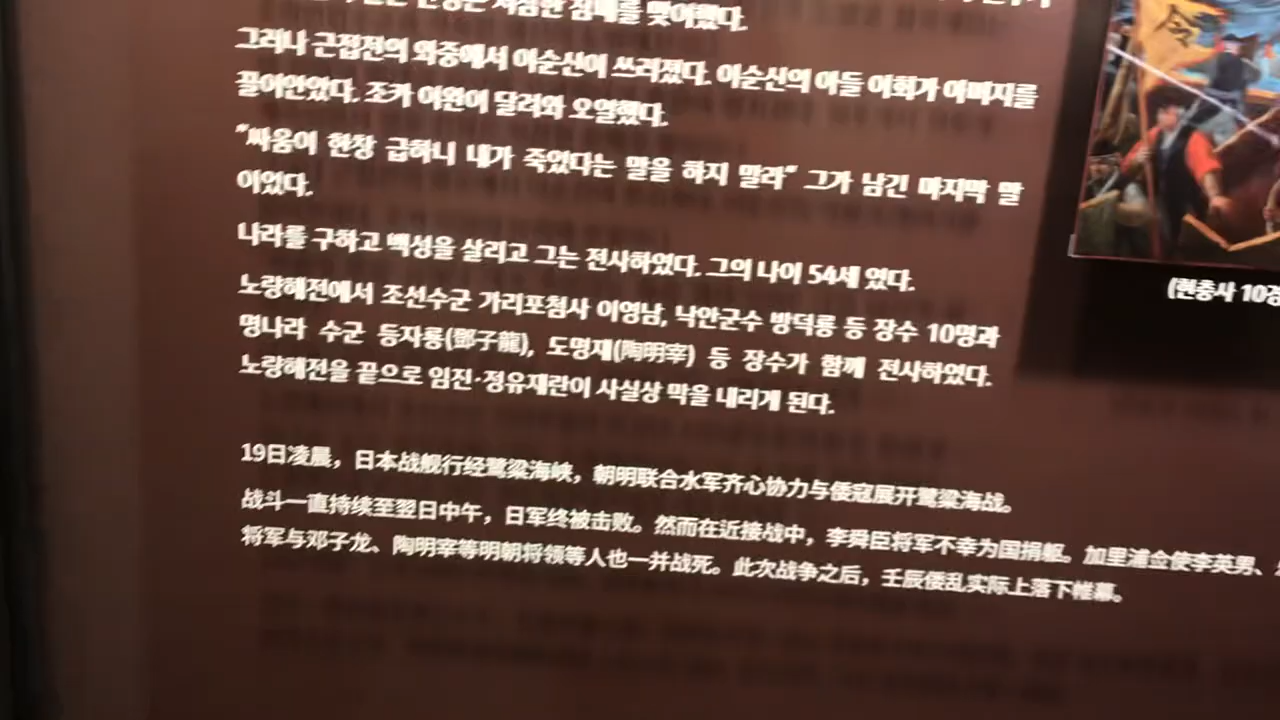 참패를 맞이했다.
그러나 근접전의 와중에서 이순신이 쓰러졌다. 이순신의 아들 이회가 아버지를
끌어안았다. 조카 이완이 달려와 오열했다.
“싸움이 한창 급하니 내가 죽었다는 말을 하지 말라” 그가 남긴 마지막 말
이었다.
나라를 구하고 백성을 살리고 그는 전사하였다. 그의 나이 54세 였다.
노량해전에서 조선수군 가리포첨사 이영남, 낙안군수 방덕룡 등 장수 10명과
명나라 수군 등자룡(鄧子龍), 도명재(陶明宰) 등 장수가 함께 전사하였다.
노량해전을 끝으로 임진·정유재란이 사실상 막을 내리게 된다.
令
(현충사 10경
19日凌晨，日本战舰行经鹭梁海峡，朝明联合水军齐心协力与倭寇展开鹭梁海战。
战斗一直持续至翌日中午，日军终被击败。然而在近接战中，李舜臣将军不幸为国捐躯。加里浦佥使李英男、
将军与邓子龙、陶明宰等明朝将领等人也一并战死。此次战争之后，壬辰倭乱实际上落下帷幕。